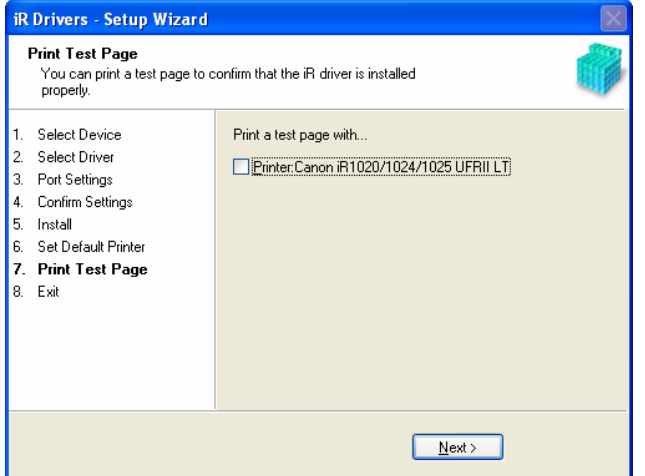 iR Drivers - Setup Wizard
Print Test Page
You can print a test page to confirm that the iR driver is installed
properly.
1. Select Device
2. Select Driver
3. Port Settings
4. Confirm Settings
5. Install
6. Set Default Printer
7. Print Test Page
8. Exit
Print a test page with...
Printer:Canon iR1020/1024/1025 UFRII LT
Next >